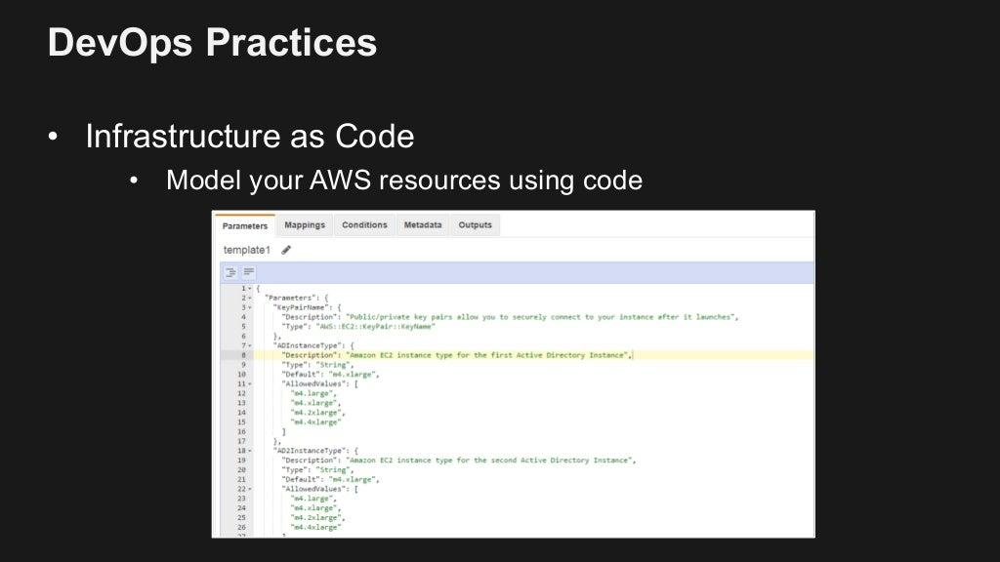 DevOps Practices
• Infrastructure as Code
• Model your AWS resources using code
Parameters Mappings Conditions Metadata Outputs
template1
1 {
2 "Parameters": {
3 "KeyPairName": {
4 "Description": "Public/private key pairs allow you to securely connect to your instance after it launches",
5 "Type": "AWS::EC2::KeyPair::KeyName"
6 },
7 "ADInstanceType": {
8 "Description": "Amazon EC2 instance type for the first Active Directory Instance",
9 "Type": "String",
10 "Default": "m4.xlarge",
11 "AllowedValues": [
12 "m4.large",
13 "m4.xlarge",
14 "m4.2xlarge",
15 "m4.4xlarge"
16 ]
17 },
18 "AD2InstanceType": {
19 "Description": "Amazon EC2 instance type for the second Active Directory Instance",
20 "Type": "String",
21 "Default": "m4.xlarge",
22 "AllowedValues": [
23 "m4.large",
24 "m4.xlarge",
25 "m4.2xlarge",
26 "m4.4xlarge"
27 ]